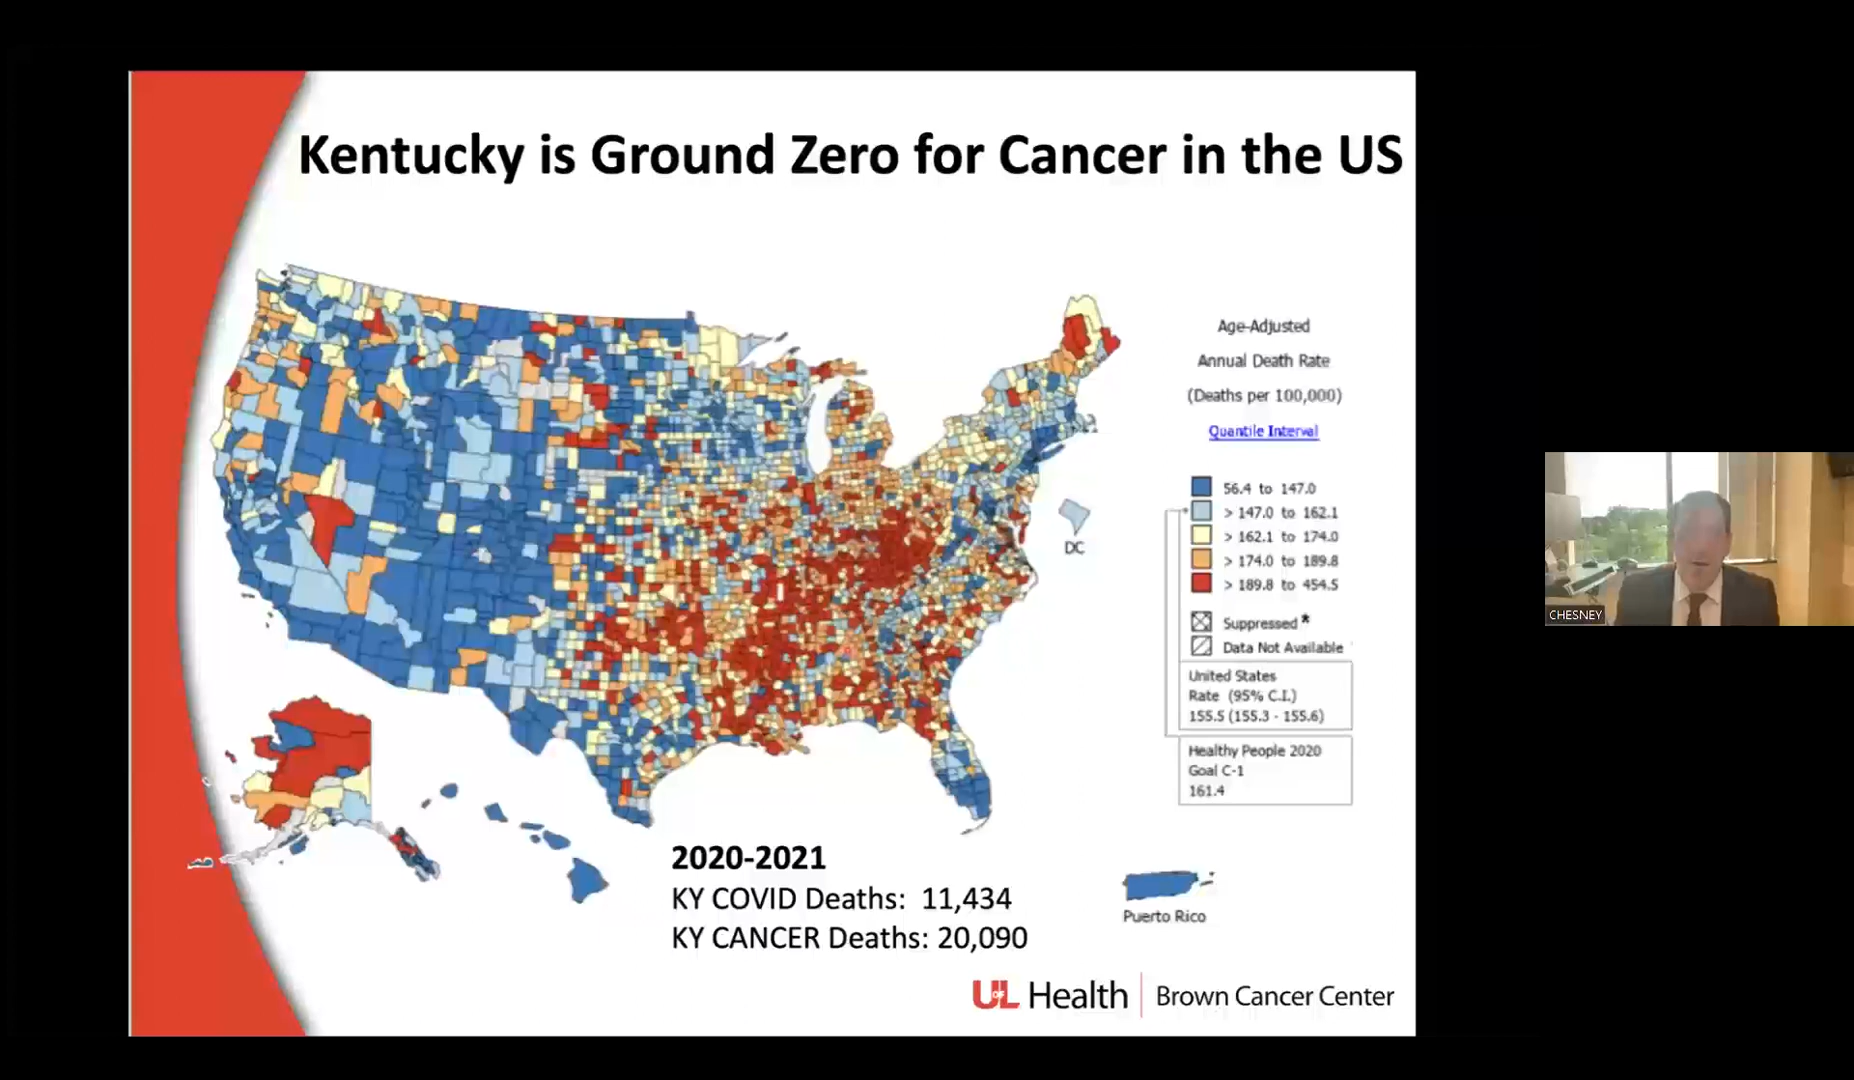 Kentucky is Ground Zero for Cancer in the US
Age-Adjusted
Annual Death Rate
(Deaths per 100,000)
Quantile Interval
56.4 to 147.0
* > 147.0 to 162.1
> 162.1 to 174.0
> 174.0 to 189.8
> 189.8 to 454.5
Suppressed *
Data Not Available
United States
Rate (95% C.I.)
155.5 (155.3 - 155.6)
Healthy People 2020
Goal C-1
161.4
DC
CHESNEY
2020-2021
KY COVID Deaths: 11,434
KY CANCER Deaths: 20,090
Puerto Rico
UofL Health | Brown Cancer Center